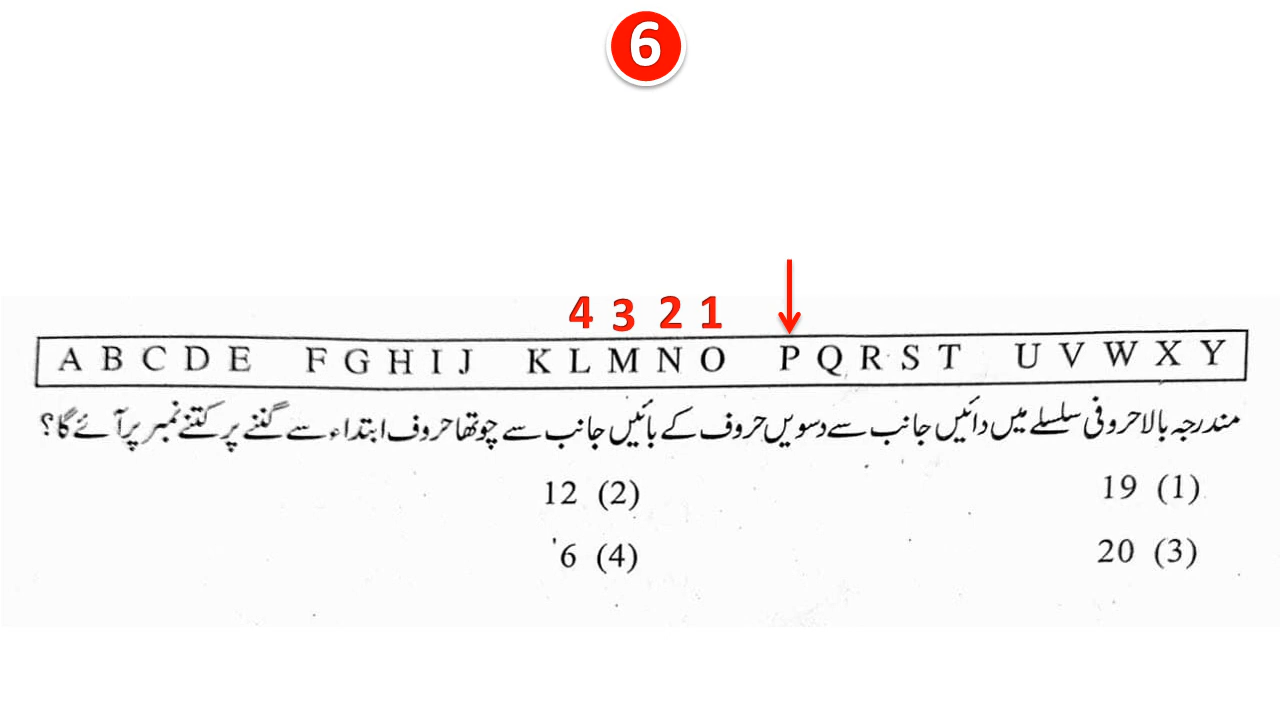 6
4 3 2 1
A B C D E F G H I J K L M N O P Q R S T U V W X Y
مندرجہ بالا حروفی سلسلے میں دائیں جانب سے دسویں حروف کے بائیں جانب سے چوتھا حروف ابتداء سے گننے پر کتنے نمبر پر آئے گا؟
19 (1) 12 (2)
20 (3) 6 (4)